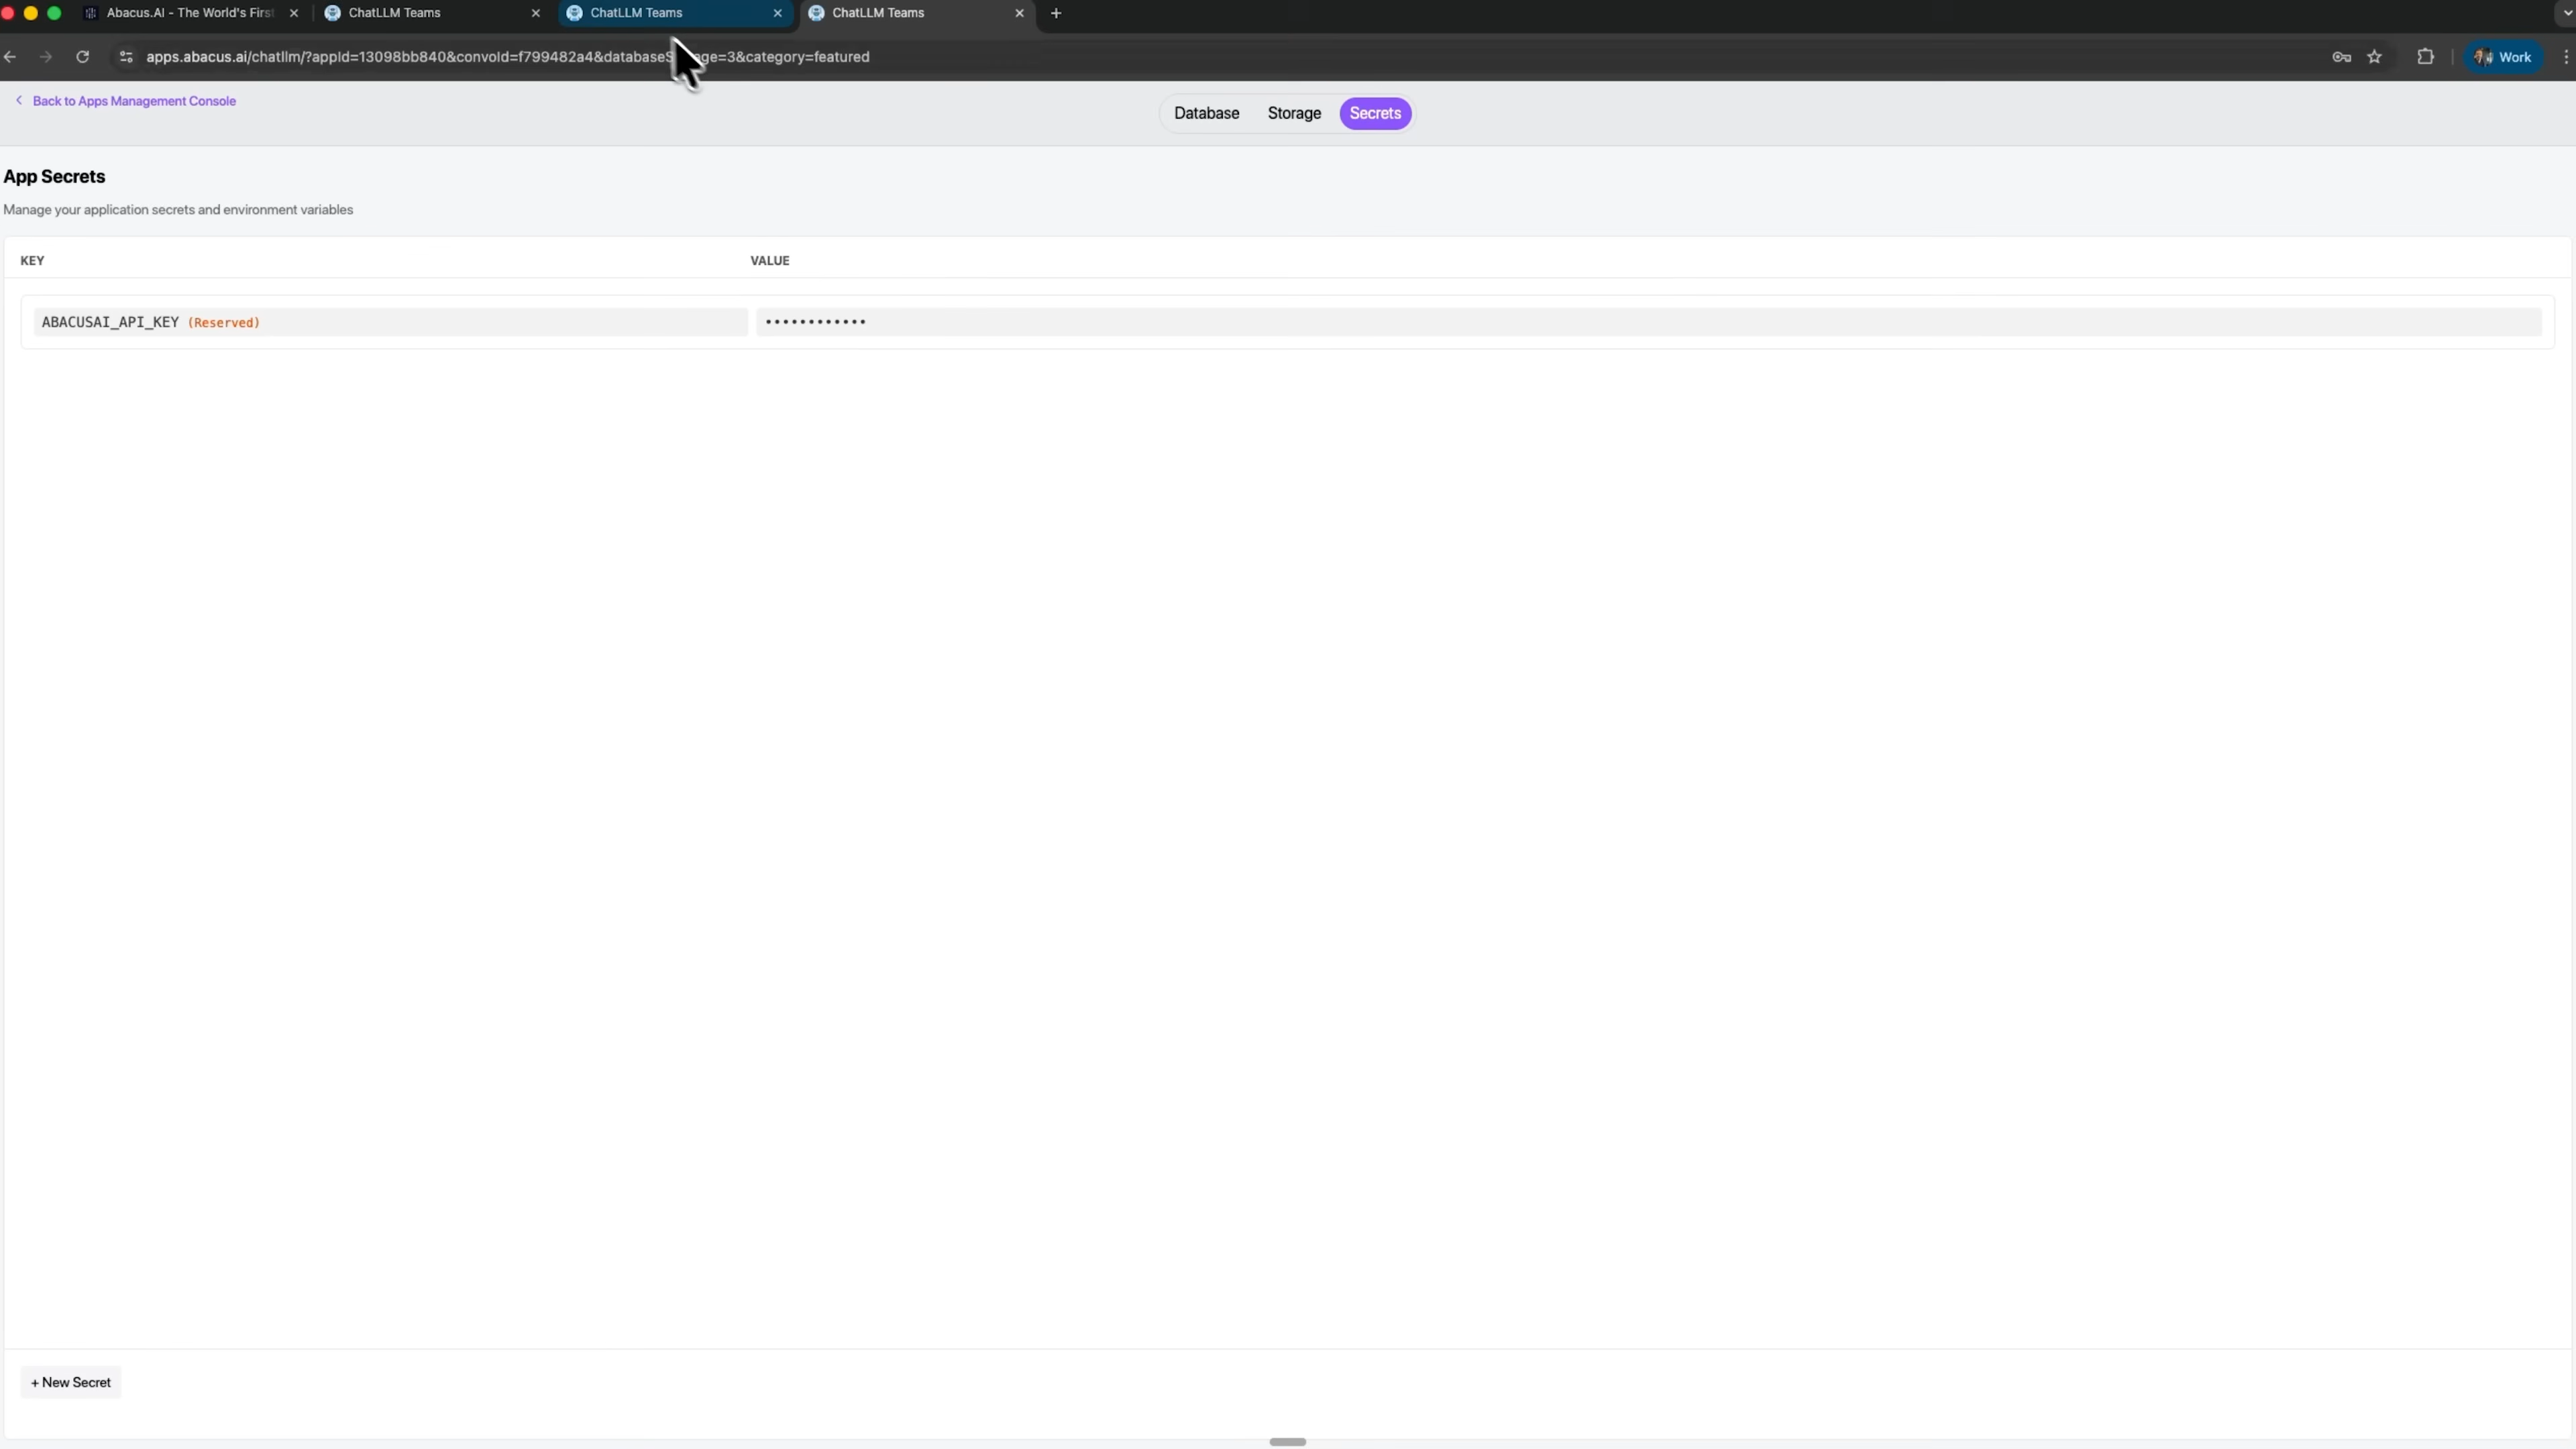 Abacus.AI - The World's First
ChatLLM Teams
ChatLLM Teams
ChatLLM Teams
apps.abacus.ai/chatllm/?appId=13098bb840&convoId=f799482a4&databaseS ge=3&category=featured
Work
Back to Apps Management Console
Database
Storage
Secrets
App Secrets
Manage your application secrets and environment variables
KEY
VALUE
ABACUSAI_API_KEY (Reserved)
••••••••••••
+ New Secret